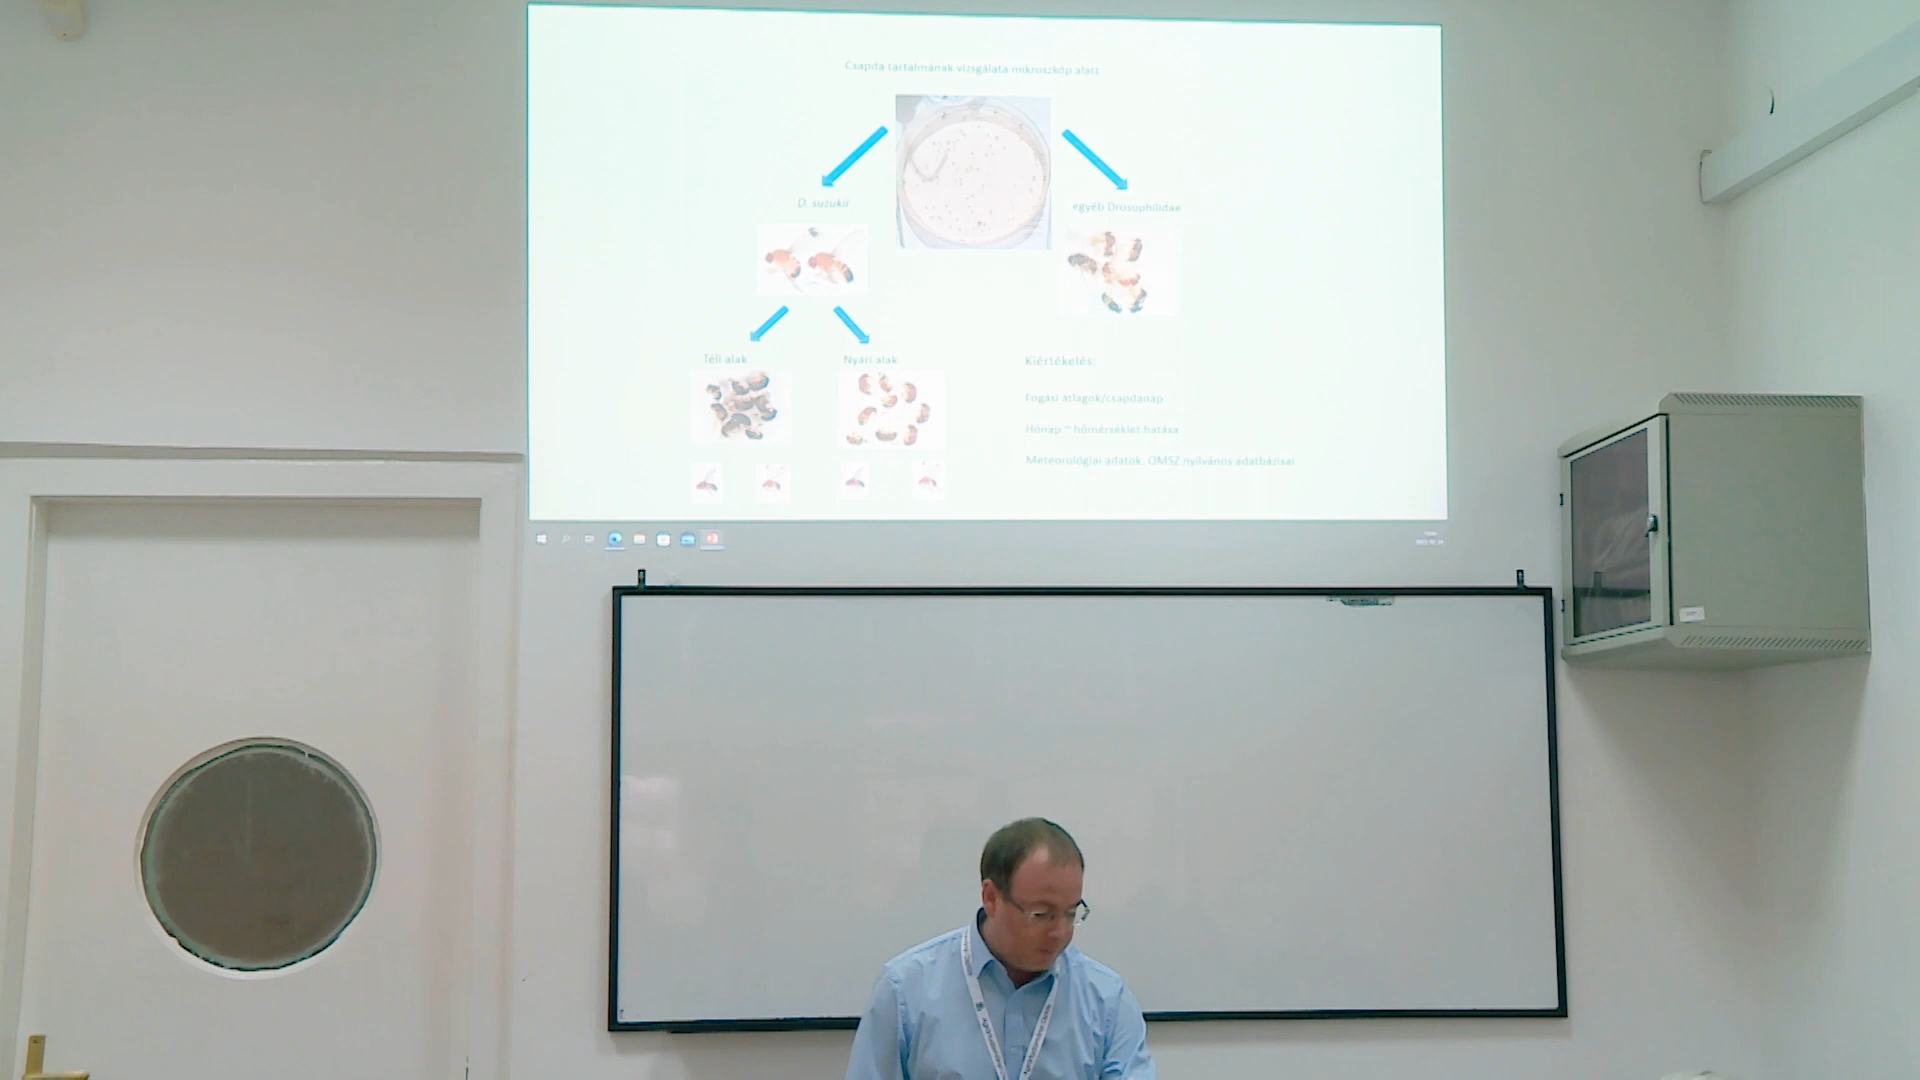 Csapda tartalmának vizsgálata mikroszkóp alatt
D. suzukii
egyéb Drosophilidae
Téli alak
Nyári alak
Kiértékelés:
Fogási átlagok/csapdanap
Hónap ~ hőmérséklet hatása
Meteorológiai adatok: OMSZ nyilvános adatbázisai